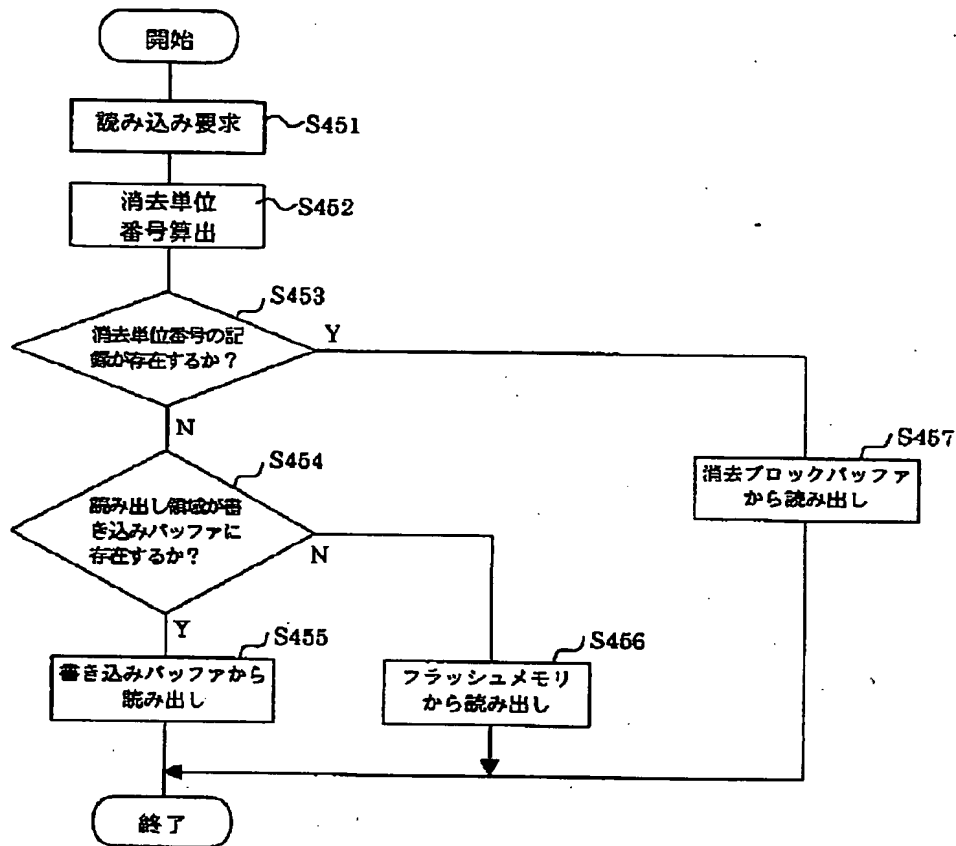 開始
読み込み要求
S451
消去単位
番号算出
S452
S453
消去単位番号の記
録が存在するか?
Y
N
S454
読み出し領域が書
き込みバッファに
存在するか?
N
Y
S457
消去ブロックバッファ
から読み出し
S455
書き込みバッファから
読み出し
S456
フラッシュメモリ
から読み出し
終了